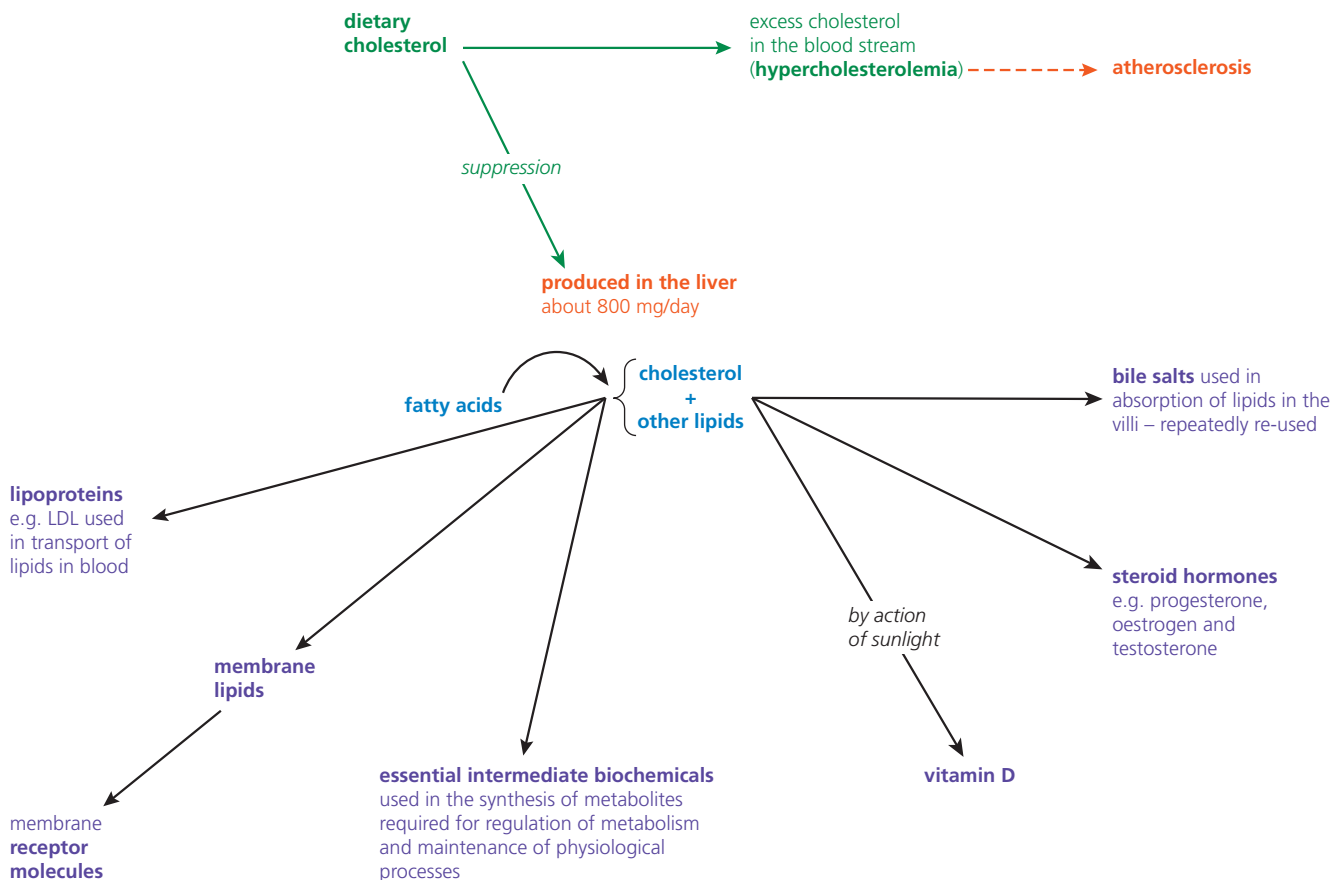 dietary
cholesterol
excess cholesterol
in the blood stream
(hypercholesterolemia)
atherosclerosis
suppression
produced in the liver
about 800 mg/day
fatty acids
cholesterol
+
other lipids
bile salts used in
absorption of lipids in the
villi – repeatedly re-used
lipoproteins
e.g. LDL used
in transport of
lipids in blood
steroid hormones
e.g. progesterone,
oestrogen and
testosterone
by action
of sunlight
membrane
lipids
essential intermediate biochemicals
used in the synthesis of metabolites
required for regulation of metabolism
and maintenance of physiological
processes
vitamin D
membrane
receptor
molecules